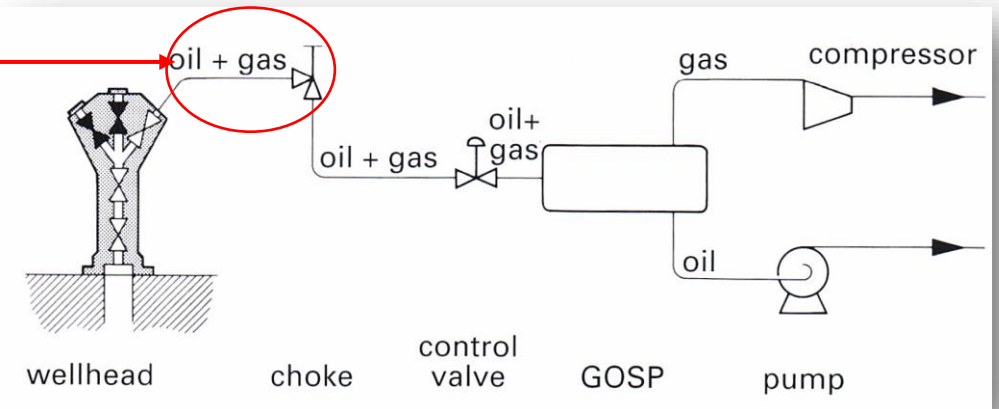 oil + gas
gas
compressor
oil + gas
oil+
gas
oil
wellhead
choke
control
valve
GOSP
pump